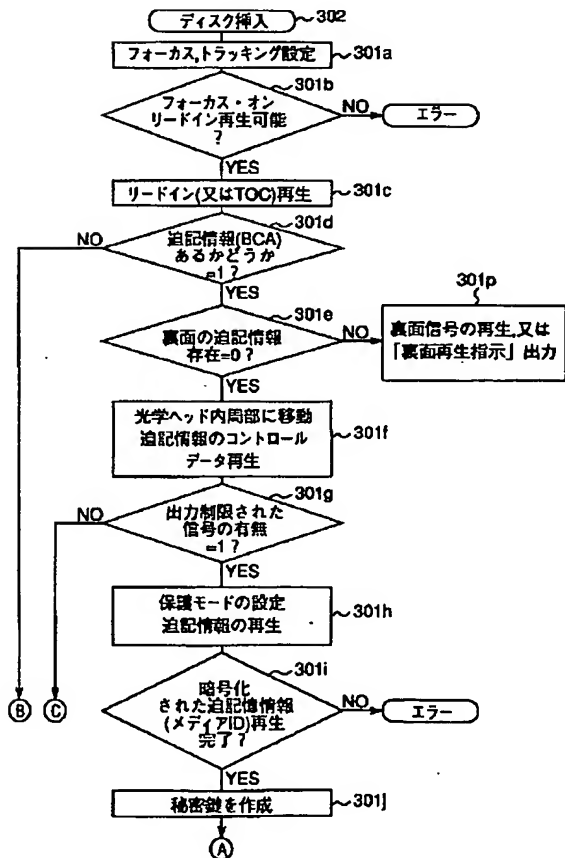 ディスク挿入
302
フォーカス,トラッキング設定
301a
301b
フォーカス・オン
リードイン再生可能
?
NO
エラー
YES
リードイン(又はTOC)再生
301c
301d
NO
追記情報(BCA)
あるかどうか
=1?
YES
301e
裏面の追記情報
存在=0?
NO
301p
裏面信号の再生,又は
「裏面再生指示」出力
YES
光学ヘッド内周部に移動
追記情報のコントロール
データ再生
301f
301g
NO
出力制限された
信号の有無
=1?
YES
保護モードの設定
追記情報の再生
301h
301i
暗号化
された追記憶情報
(メディアID)再生
完了?
NO
エラー
B
C
YES
秘密鍵を作成
301j
A